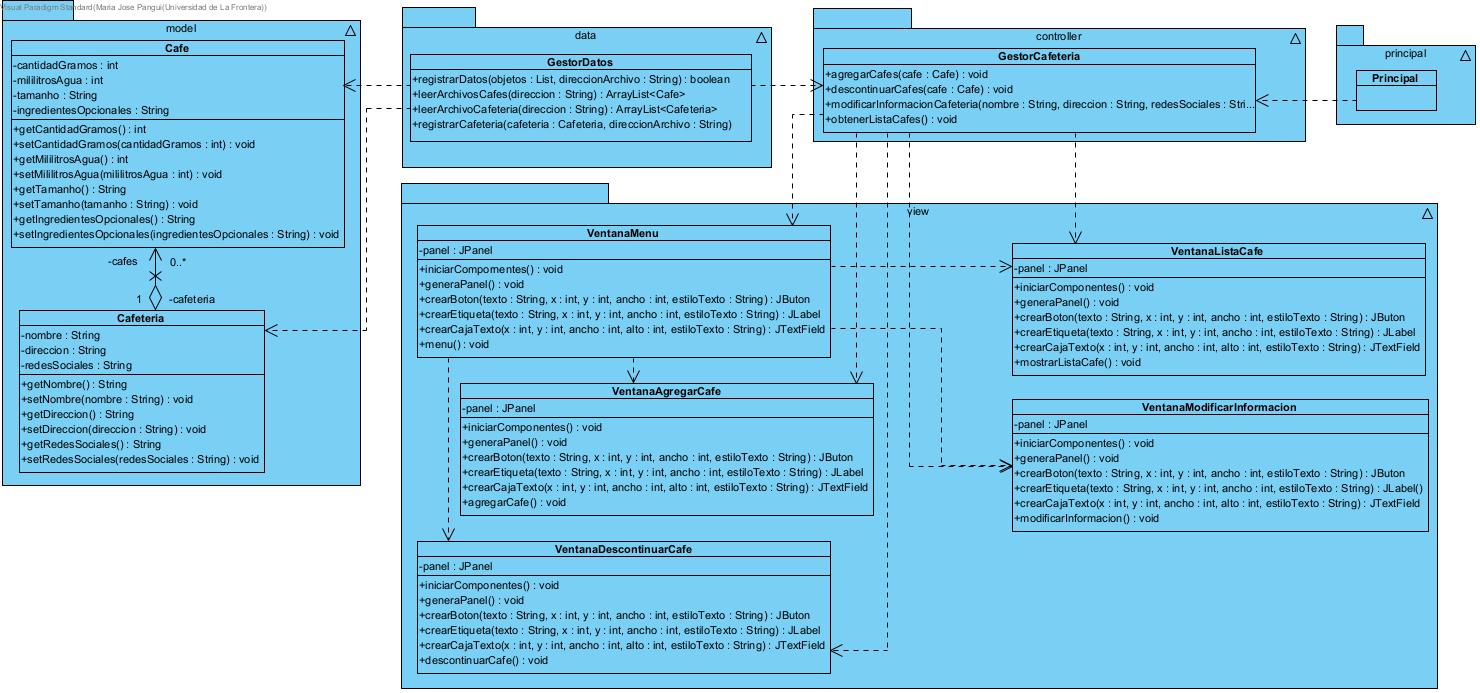 Visual Paradigm Standard(Maria Jose Pangui(Universidad de La Frontera))
model
Cafe
-cantidadGramos : int
-mililitrosAgua : int
-tamanho : String
-ingredientesOpcionales : String
+getCantidadGramos() : int
+setCantidadGramos(cantidadGramos : int) : void
+getMililitrosAgua() : int
+setMililitrosAgua(mililitrosAgua : int) : void
+getTamanho() : String
+setTamanho(tamanho : String) : void
+getIngredientesOpcionales() : String
+setIngredientesOpcionales(ingredientesOpcionales : String) : void
-cafes
0..*
1
-cafeteria
Cafeteria
-nombre : String
-direccion : String
-redesSociales : String
+getNombre() : String
+setNombre(nombre : String) : void
+getDireccion() : String
+setDireccion(direccion : String) : void
+getRedesSociales() : String
+setRedesSociales(redesSociales : String) : void
data
GestorDatos
+registrarDatos(objetos : List, direccionArchivo : String) : boolean
+leerArchivosCafes(direccion : String) : ArrayList<Cafe>
+leerArchivoCafeteria(direccion : String) : ArrayList<Cafeteria>
+registrarCafeteria(cafeteria : Cafeteria, direccionArchivo : String)
controller
GestorCafeteria
+agregarCafes(cafe : Cafe) : void
+descontinuarCafes(cafe : Cafe) : void
+modificarInformacionCafeteria(nombre : String, direccion : String, redesSociales : Stri...
+obtenerListaCafes() : void
principal
Principal
view
VentanaMenu
-panel : JPanel
+iniciarCompomentes() : void
+generaPanel() : void
+crearBoton(texto : String, x : int, y : int, ancho : int, estiloTexto : String) : JButon
+crearEtiqueta(texto : String, x : int, y : int, ancho : int, estiloTexto : String) : JLabel
+crearCajaTexto(x : int, y : int, ancho : int, alto : int, estiloTexto : String) : JTextField
+menu() : void
VentanaListaCafe
-panel : JPanel
+iniciarComponentes() : void
+generaPanel() : void
+crearBoton(texto : String, x : int, y : int, ancho : int, estiloTexto : String) : JButon
+crearEtiqueta(texto : String, x : int, y : int, ancho : int, estiloTexto : String) : JLabel
+crearCajaTexto(x : int, y : int, ancho : int, alto : int, estiloTexto : String) : JTextField
+mostrarListaCafe() : void
VentanaAgregarCafe
-panel : JPanel
+iniciarComponentes() : void
+generaPanel() : void
+crearBoton(texto : String, x : int, y : int, ancho : int, estiloTexto : String) : JButon
+crearEtiqueta(texto : String, x : int, y : int, ancho : int, estiloTexto : String) : JLabel
+crearCajaTexto(x : int, y : int, ancho : int, alto : int, estiloTexto : String) : JTextField
+agregarCafe() : void
VentanaModificarInformacion
-panel : JPanel
+iniciarComponentes() : void
+generaPanel() : void
+crearBoton(texto : String, x : int, y : int, ancho : int, estiloTexto : String) : JButon
+crearEtiqueta(texto : String, x : int, y : int, ancho : int, estiloTexto : String) : JLabel()
+crearCajaTexto(x : int, y : int, ancho : int, alto : int, estiloTexto : String) : JTextField
+modificarInformacion() : void
VentanaDescontinuarCafe
-panel : JPanel
+iniciarComponentes() : void
+generaPanel() : void
+crearBoton(texto : String, x : int, y : int, ancho : int, estiloTexto : String) : JButon
+crearEtiqueta(texto : String, x : int, y : int, ancho : int, estiloTexto : String) : JLabel
+crearCajaTexto(x : int, y : int, ancho : int, alto : int, estiloTexto : String) : JTextField
+descontinuarCafe() : void